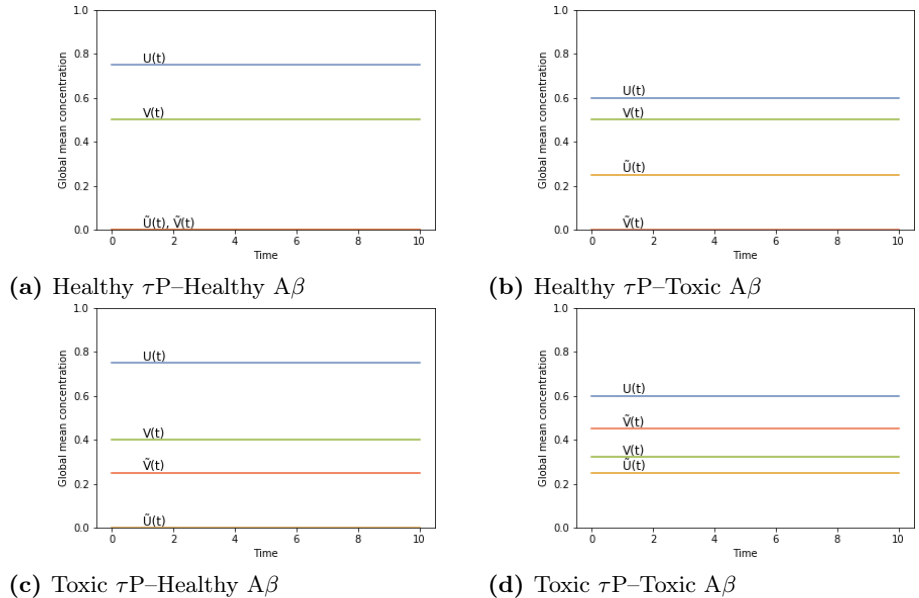 1.0
0.8
0.6
0.4
0.2
0.0
Global mean concentration
U(t)
V(t)
Ũ(t), Ṽ(t)
0 2 4 6 8 10
Time
(a) Healthy τP–Healthy Aβ
1.0
0.8
0.6
0.4
0.2
0.0
Global mean concentration
U(t)
V(t)
Ũ(t)
Ṽ(t)
0 2 4 6 8 10
Time
(b) Healthy τP–Toxic Aβ
1.0
0.8
0.6
0.4
0.2
0.0
Global mean concentration
U(t)
V(t)
Ṽ(t)
Ũ(t)
0 2 4 6 8 10
Time
(c) Toxic τP–Healthy Aβ
1.0
0.8
0.6
0.4
0.2
0.0
Global mean concentration
U(t)
Ṽ(t)
V(t)
Ũ(t)
0 2 4 6 8 10
Time
(d) Toxic τP–Toxic Aβ